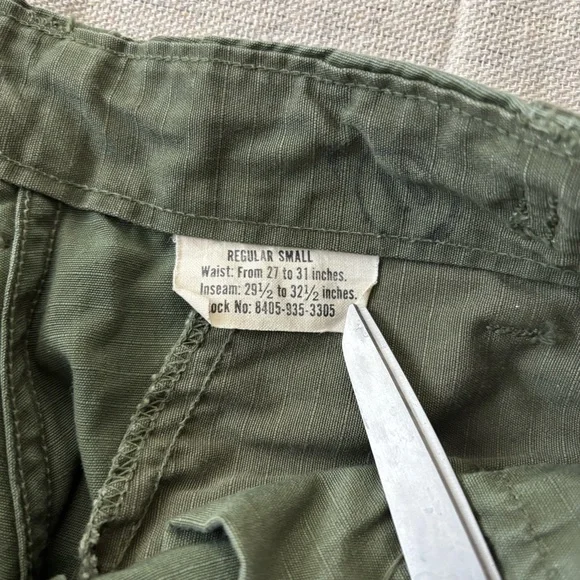 REGULAR SMALL
Waist: From 27 to 31 inches.
Inseam: 29½ to 32½ inches.
ock No: 8405-935-3305